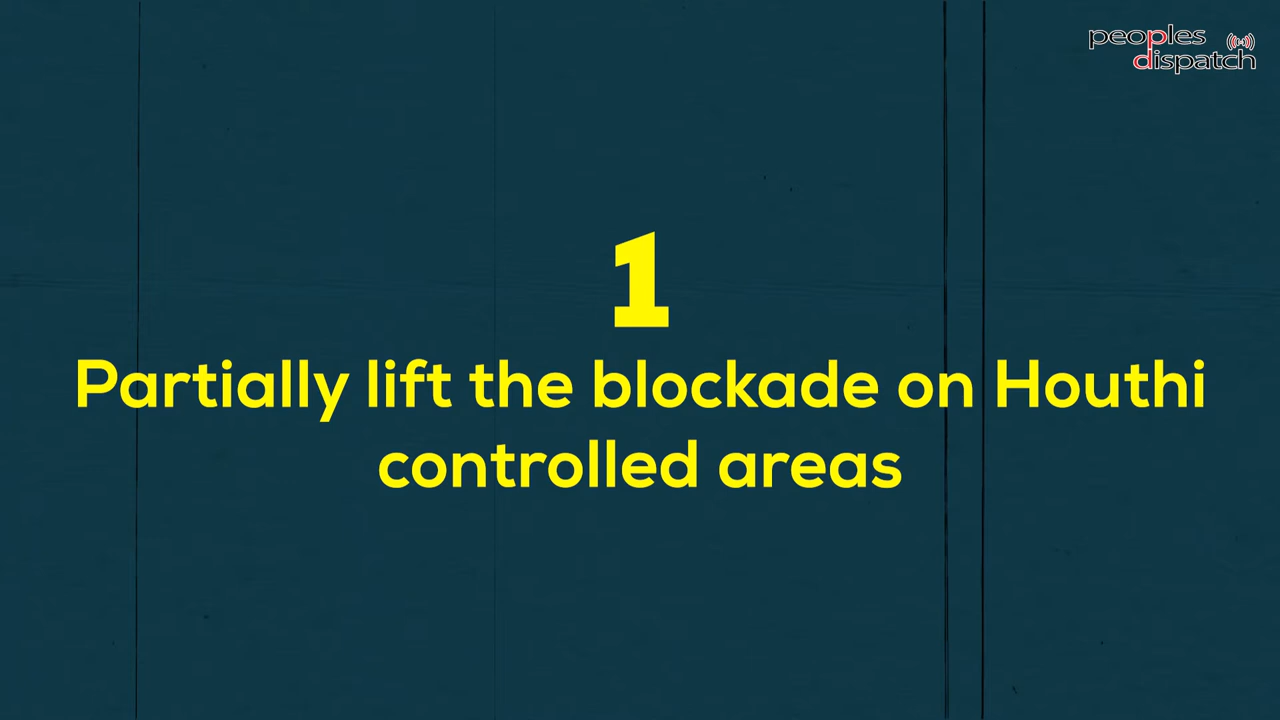 peoples
dispatch
1
Partially lift the blockade on Houthi
controlled areas